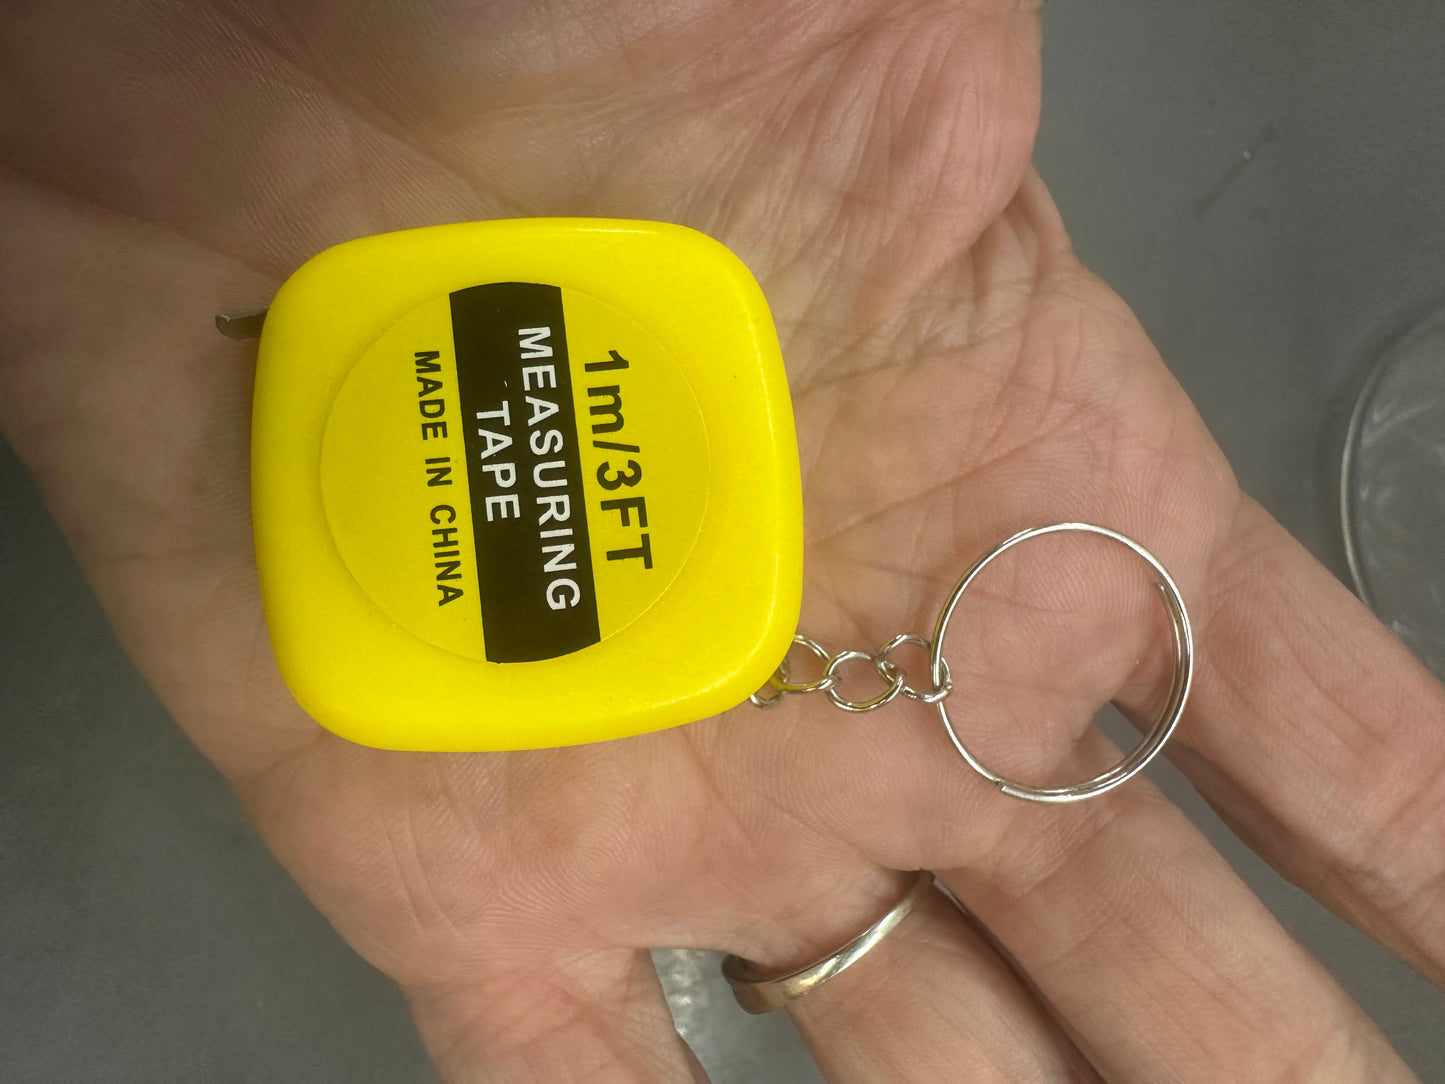 1m/3FT
MEASURING
TAPE
MADE IN CHINA